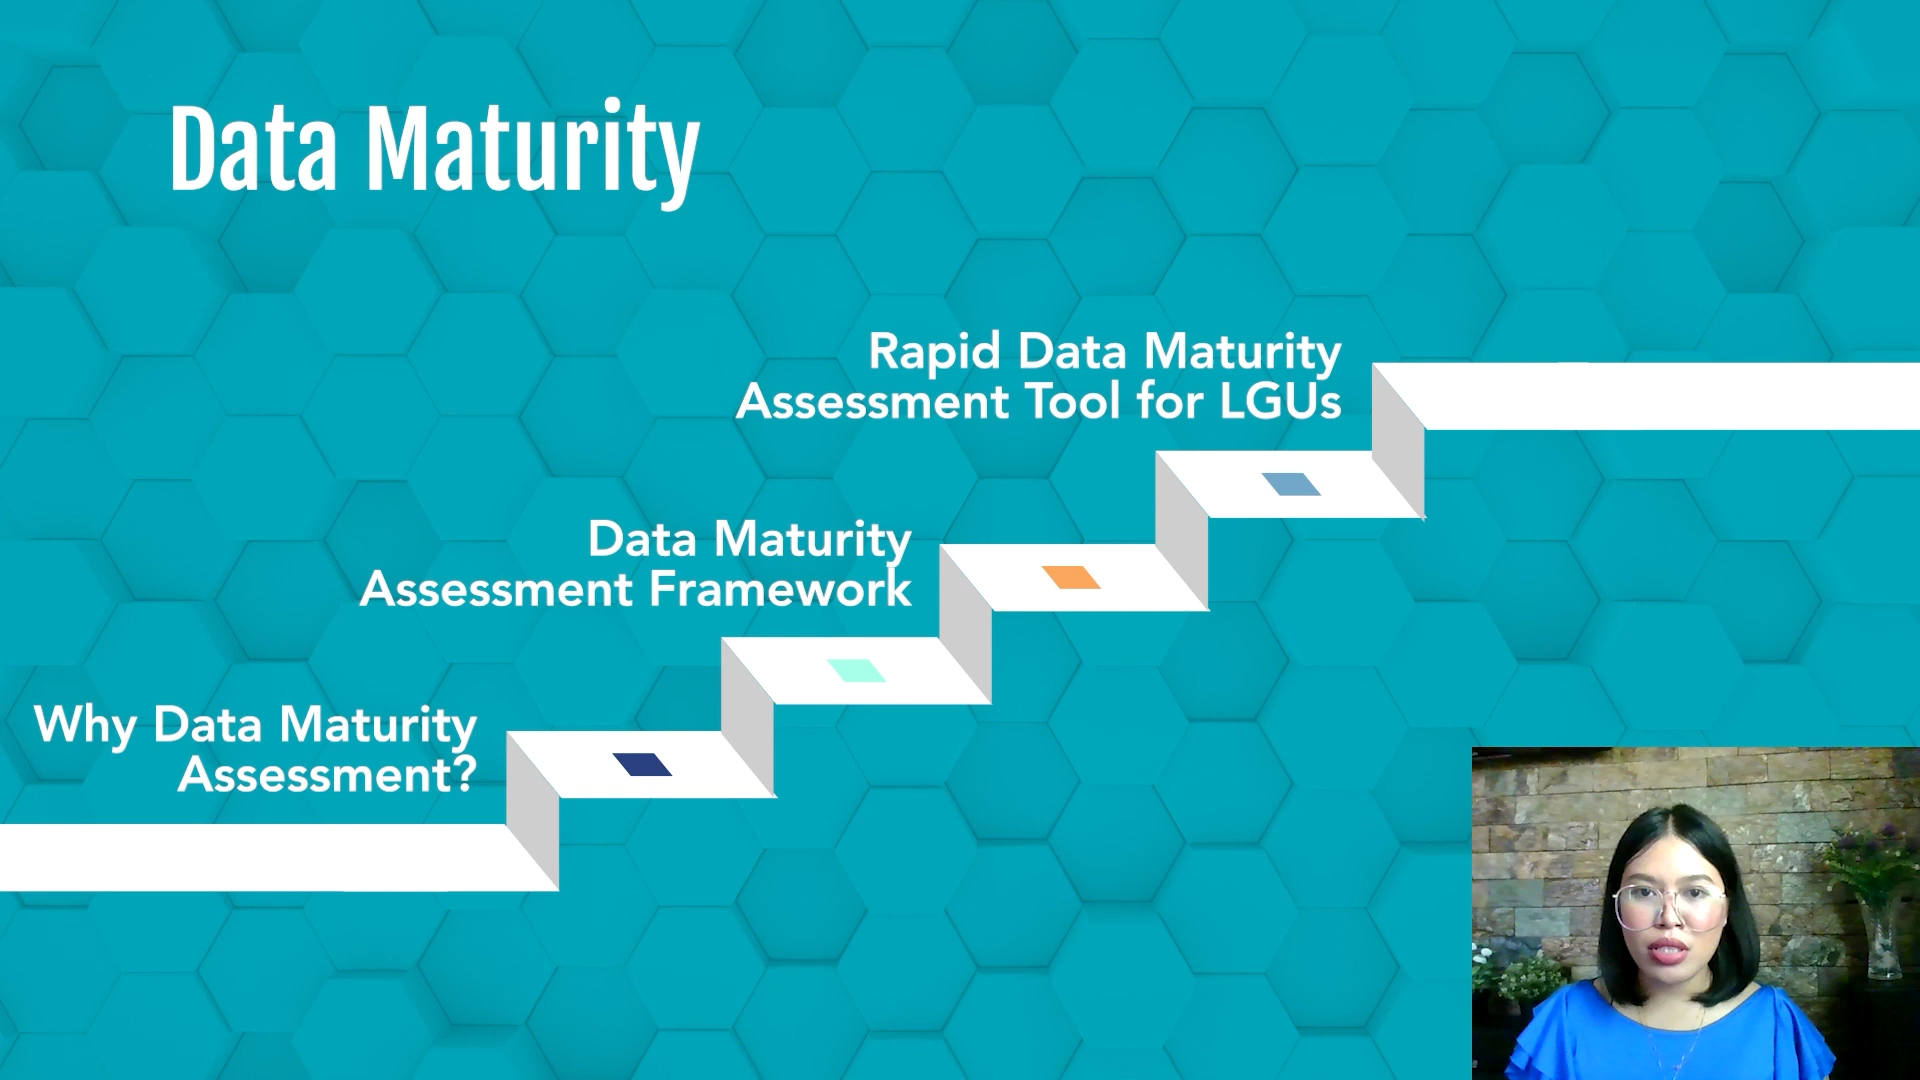 Data Maturity
Rapid Data Maturity
Assessment Tool for LGUs
Data Maturity
Assessment Framework
Why Data Maturity
Assessment?